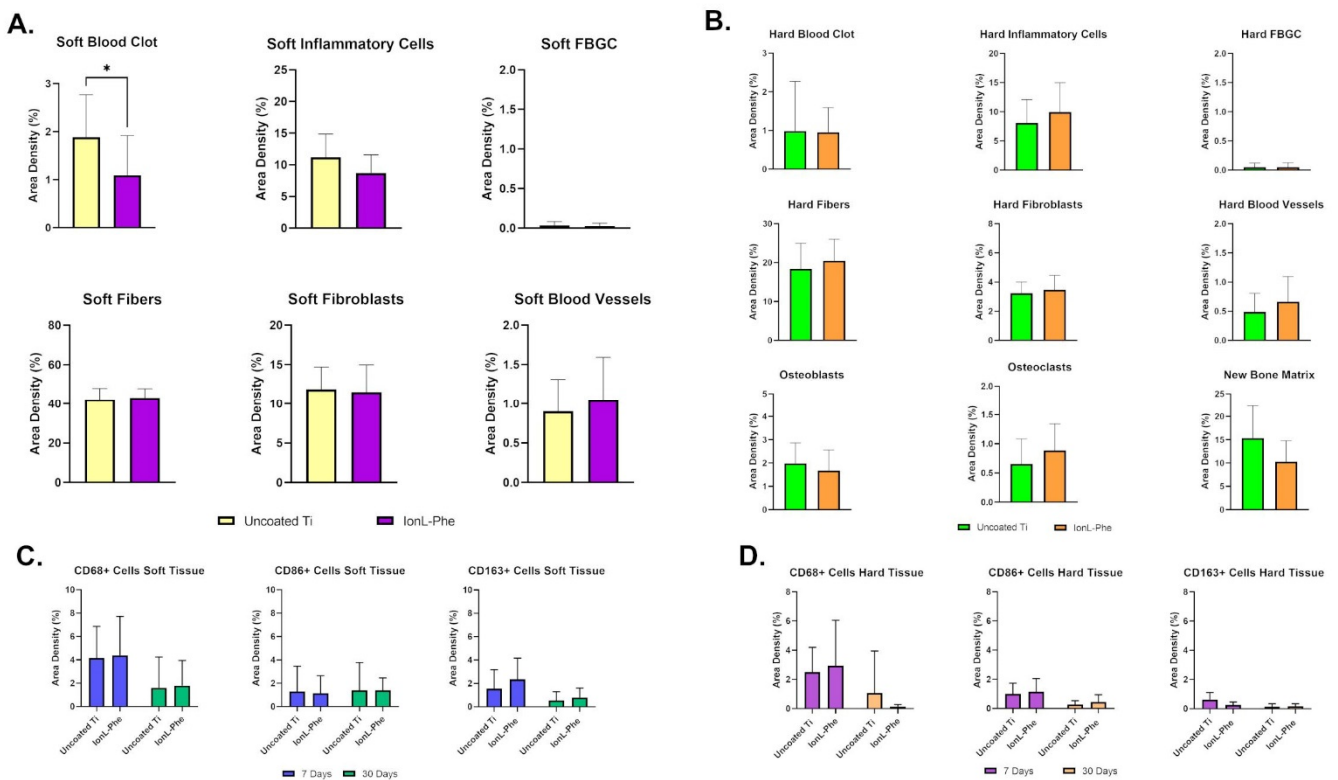 A.
Soft Blood Clot
Area Density (%)
3
2
1
0
*
Soft Inflammatory Cells
Area Density (%)
25
20
15
10
5
0
Soft FBGC
Area Density (%)
2.0
1.5
1.0
0.5
0.0
Soft Fibers
Area Density (%)
80
60
40
20
0
Soft Fibroblasts
Area Density (%)
20
15
10
5
0
Soft Blood Vessels
Area Density (%)
2.0
1.5
1.0
0.5
0.0
Uncoated Ti
IonL-Phe
B.
Hard Blood Clot
Area Density (%)
3
2
1
0
Hard Inflammatory Cells
Area Density (%)
20
15
10
5
0
Hard FBGC
Area Density (%)
2.0
1.5
1.0
0.5
0.0
Hard Fibers
Area Density (%)
30
20
10
0
Hard Fibroblasts
Area Density (%)
8
6
4
2
0
Hard Blood Vessels
Area Density (%)
2.0
1.5
1.0
0.5
0.0
Osteoblasts
Area Density (%)
5
4
3
2
1
0
Osteoclasts
Area Density (%)
2.0
1.5
1.0
0.5
0.0
New Bone Matrix
Area Density (%)
25
20
15
10
5
0
Uncoated Ti
IonL-Phe
C.
CD68+ Cells Soft Tissue
Area Density (%)
10
8
6
4
2
0
Uncoated Ti
IonL-Phe
Uncoated Ti
IonL-Phe
CD86+ Cells Soft Tissue
Area Density (%)
10
8
6
4
2
0
Uncoated Ti
IonL-Phe
Uncoated Ti
IonL-Phe
CD163+ Cells Soft Tissue
Area Density (%)
10
8
6
4
2
0
Uncoated Ti
IonL-Phe
Uncoated Ti
IonL-Phe
7 Days
30 Days
D.
CD68+ Cells Hard Tissue
Area Density (%)
8
6
4
2
0
Uncoated Ti
IonL-Phe
Uncoated Ti
IonL-Phe
CD86+ Cells Hard Tissue
Area Density (%)
8
6
4
2
0
Uncoated Ti
IonL-Phe
Uncoated Ti
IonL-Phe
CD163+ Cells Hard Tissue
Area Density (%)
8
6
4
2
0
Uncoated Ti
IonL-Phe
Uncoated Ti
IonL-Phe
7 Days
30 Days